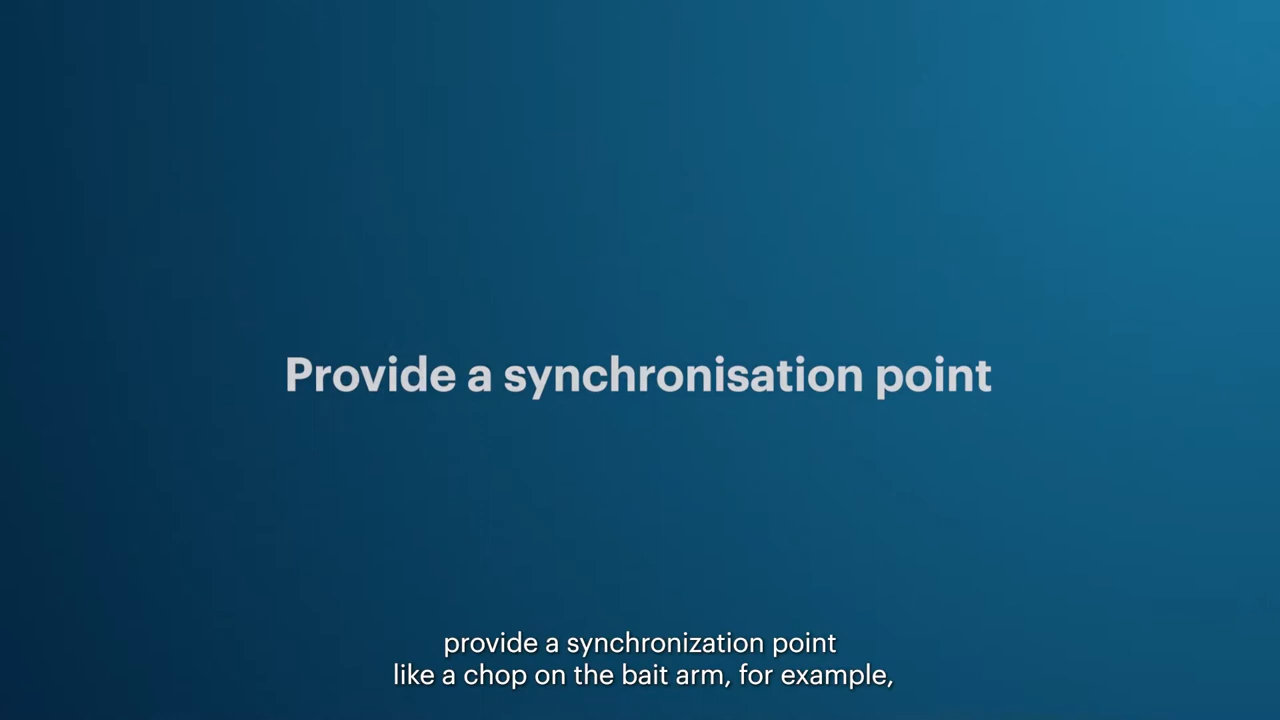 Provide a synchronisation point
provide a synchronization point
like a chop on the bait arm, for example,